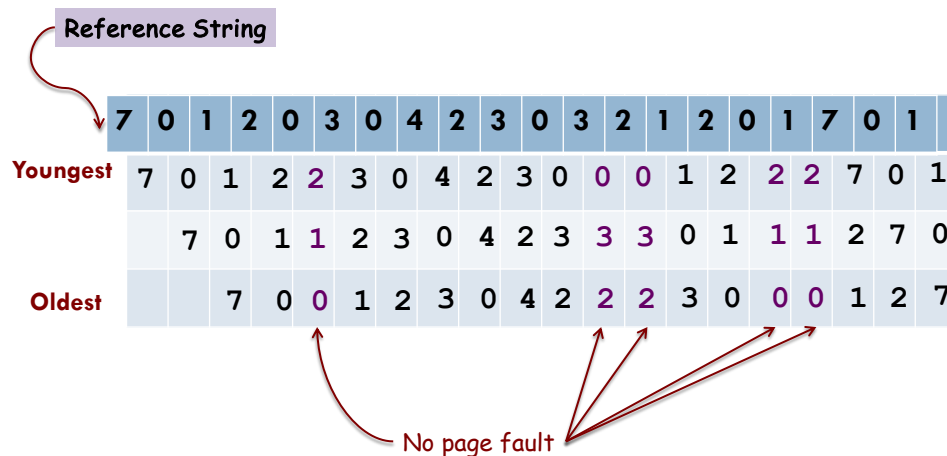 Reference String
7 0 1 2 0 3 0 4 2 3 0 3 2 1 2 0 1 7 0 1
Youngest 7 0 1 2 2 3 0 4 2 3 0 0 0 1 2 2 2 7 0 1
7 0 1 1 2 3 0 4 2 3 3 3 0 1 1 1 2 7 0
Oldest 7 0 0 1 2 3 0 4 2 2 2 3 0 0 0 1 2 7
No page fault